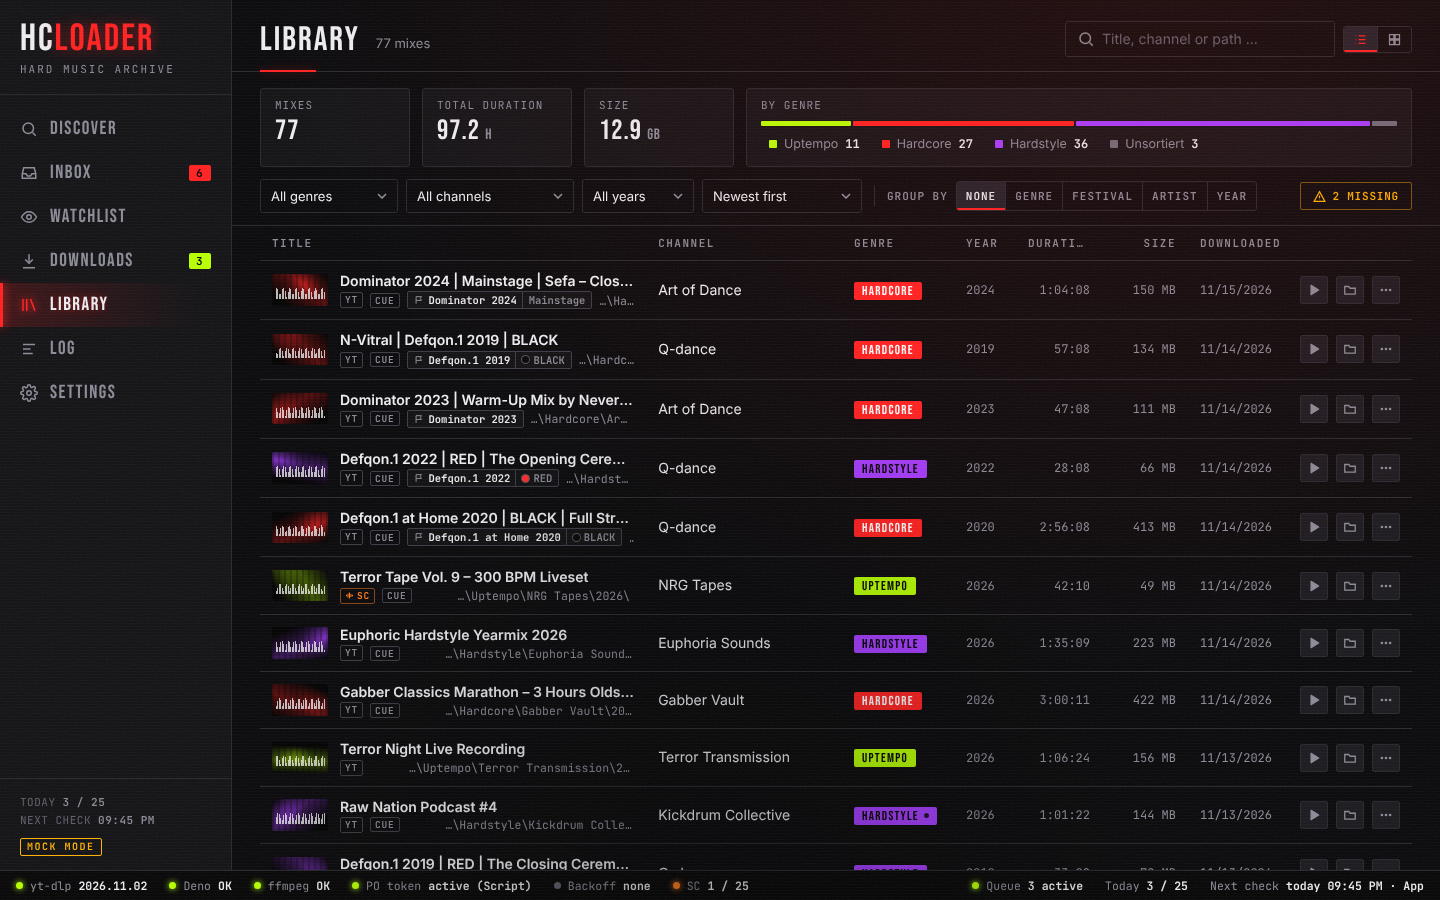 HCLOADER
HARD MUSIC ARCHIVE
DISCOVER
INBOX 6
WATCHLIST
DOWNLOADS 3
LIBRARY
LOG
SETTINGS
TODAY 3 / 25
NEXT CHECK 09:45 PM
MOCK MODE
LIBRARY 77 mixes
Title, channel or path ...
MIXES
77
TOTAL DURATION
97.2 H
SIZE
12.9 GB
BY GENRE
Uptempo 11 Hardcore 27 Hardstyle 36 Unsortiert 3
All genres All channels All years Newest first GROUP BY NONE GENRE FESTIVAL ARTIST YEAR 2 MISSING
TITLE CHANNEL GENRE YEAR DURATI… SIZE DOWNLOADED
Dominator 2024 | Mainstage | Sefa – Clos…
YT CUE Dominator 2024 Mainstage …\Ha…
Art of Dance HARDCORE 2024 1:04:08 150 MB 11/15/2026
N-Vitral | Defqon.1 2019 | BLACK
YT CUE Defqon.1 2019 BLACK …\Hardc…
Q-dance HARDCORE 2019 57:08 134 MB 11/14/2026
Dominator 2023 | Warm-Up Mix by Never…
YT CUE Dominator 2023 …\Hardcore\Ar…
Art of Dance HARDCORE 2023 47:08 111 MB 11/14/2026
Defqon.1 2022 | RED | The Opening Cere…
YT CUE Defqon.1 2022 RED …\Hardst…
Q-dance HARDSTYLE 2022 28:08 66 MB 11/14/2026
Defqon.1 at Home 2020 | BLACK | Full Str…
YT CUE Defqon.1 at Home 2020 BLACK
Q-dance HARDCORE 2020 2:56:08 413 MB 11/14/2026
Terror Tape Vol. 9 – 300 BPM Liveset
SC CUE …\Uptempo\NRG Tapes\2026\
NRG Tapes UPTEMPO 2026 42:10 49 MB 11/14/2026
Euphoric Hardstyle Yearmix 2026
YT CUE …\Hardstyle\Euphoria Sound…
Euphoria Sounds HARDSTYLE 2026 1:35:09 223 MB 11/14/2026
Gabber Classics Marathon – 3 Hours Olds…
YT CUE …\Hardcore\Gabber Vault\20…
Gabber Vault HARDCORE 2026 3:00:11 422 MB 11/14/2026
Terror Night Live Recording
YT …\Uptempo\Terror Transmission\2…
Terror Transmission UPTEMPO 2026 1:06:24 156 MB 11/13/2026
Raw Nation Podcast #4
YT CUE …\Hardstyle\Kickdrum Colle…
Kickdrum Collective HARDSTYLE 2026 1:01:22 144 MB 11/13/2026
Defqon.1 2019 | RED | The Closing Cerem…
yt-dlp 2026.11.02 Deno OK ffmpeg OK PO token active (Script) Backoff none SC 1 / 25 Queue 3 active Today 3 / 25 Next check today 09:45 PM · App